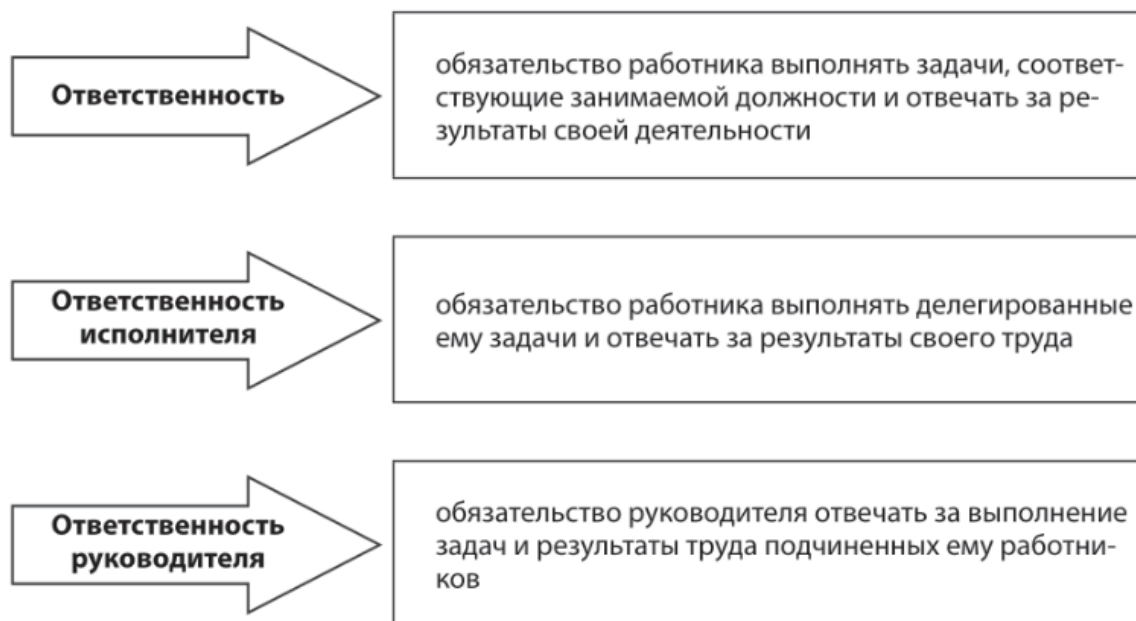 Ответственность
обязательство работника выполнять задачи, соответ-
ствующие занимаемой должности и отвечать за ре-
зультаты своей деятельности
Ответственность
исполнителя
обязательство работника выполнять делегированные
ему задачи и отвечать за результаты своего труда
Ответственность
руководителя
обязательство руководителя отвечать за выполнение
задач и результаты труда подчиненных ему работни-
ков